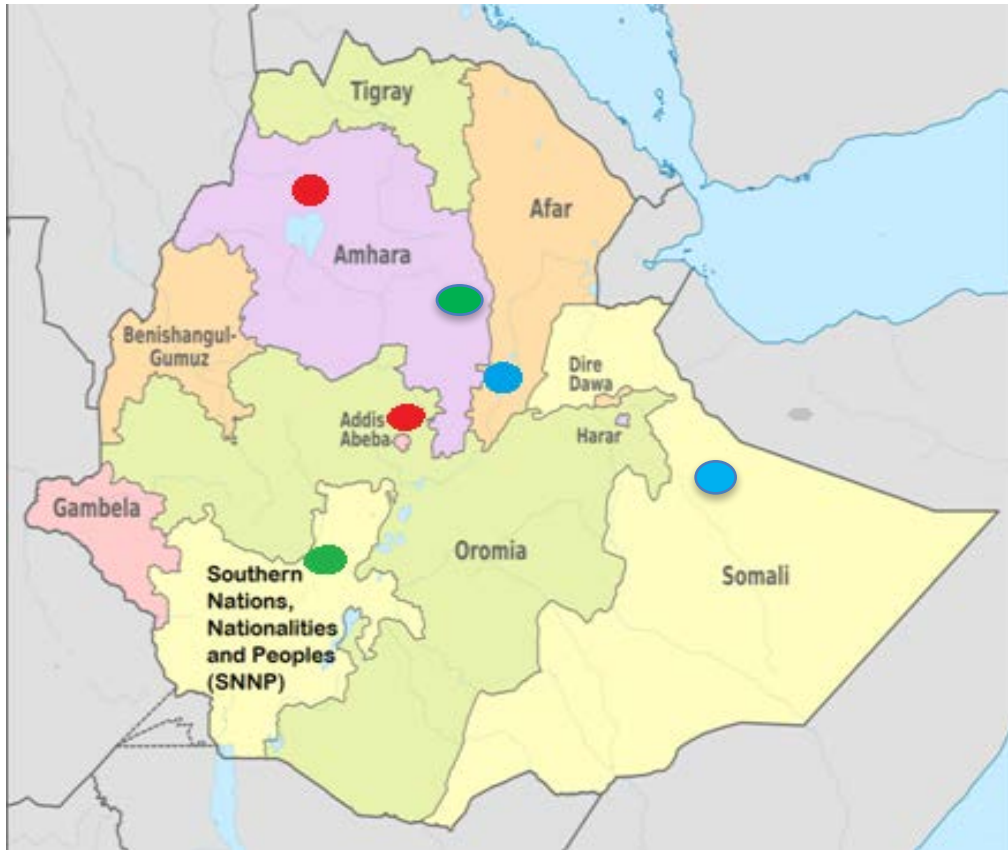 Tigray
Afar
Amhara
Benishangul-
Gumuz
Dire
Dawa
Addis
Abeba
Harar
Gambela
Oromia
Southern
Nations,
Nationalities
and Peoples
(SNNP)
Somali